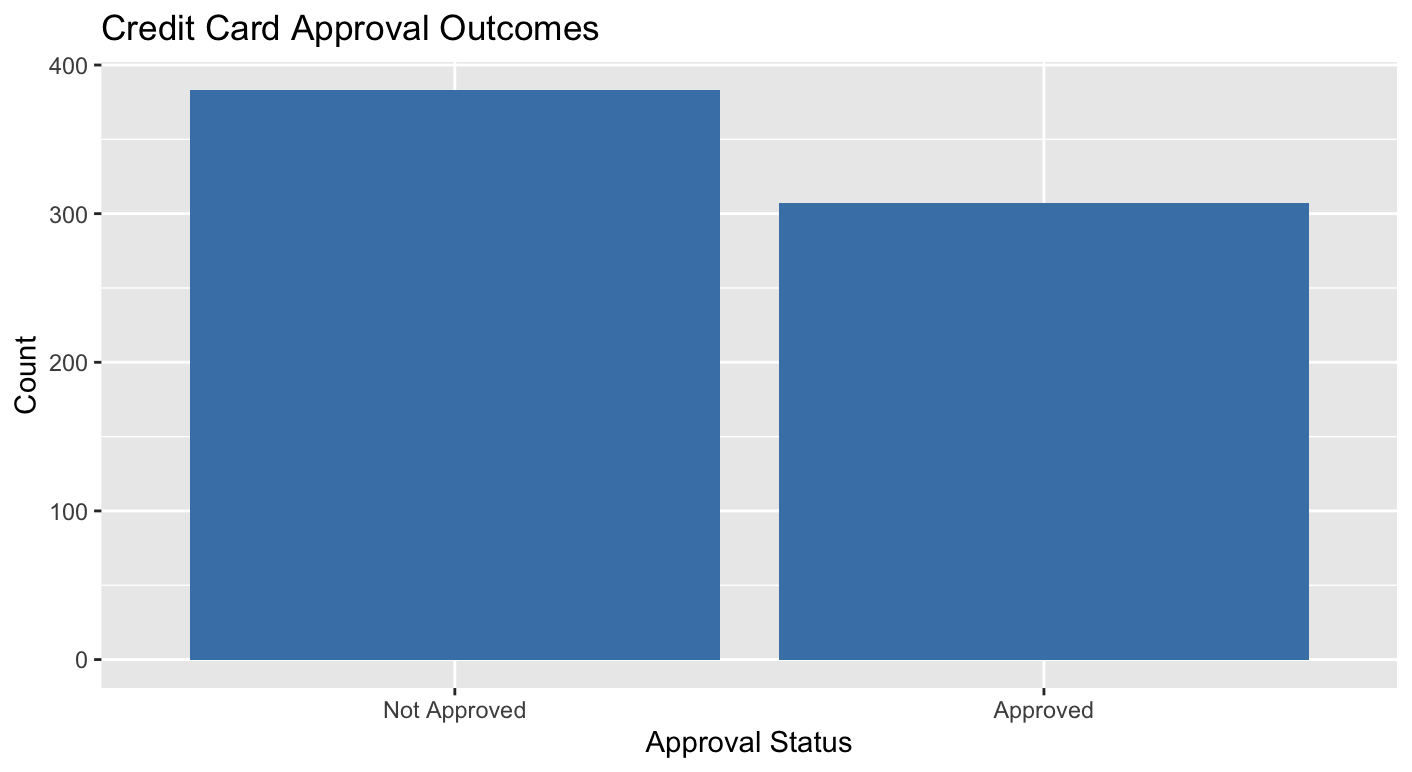 Credit Card Approval Outcomes
400
300
200
100
0
Count
Not Approved
Approved
Approval Status